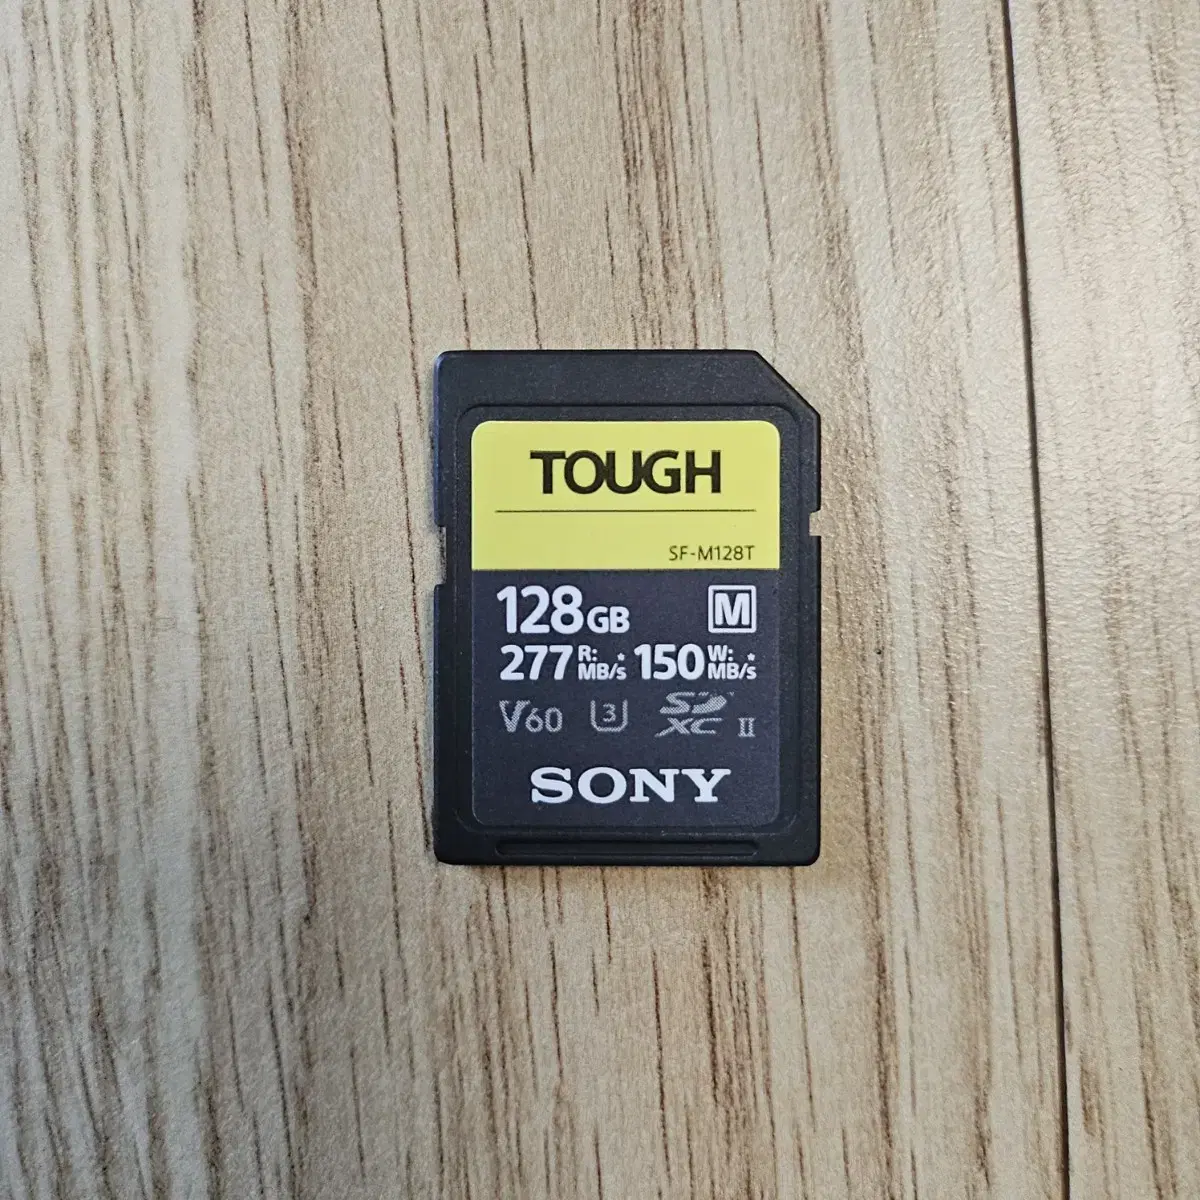 TOUGH
SF-M128T
128GB M
277 R: MB/s* 150 W: MB/s*
V60 3 SD XC II
SONY